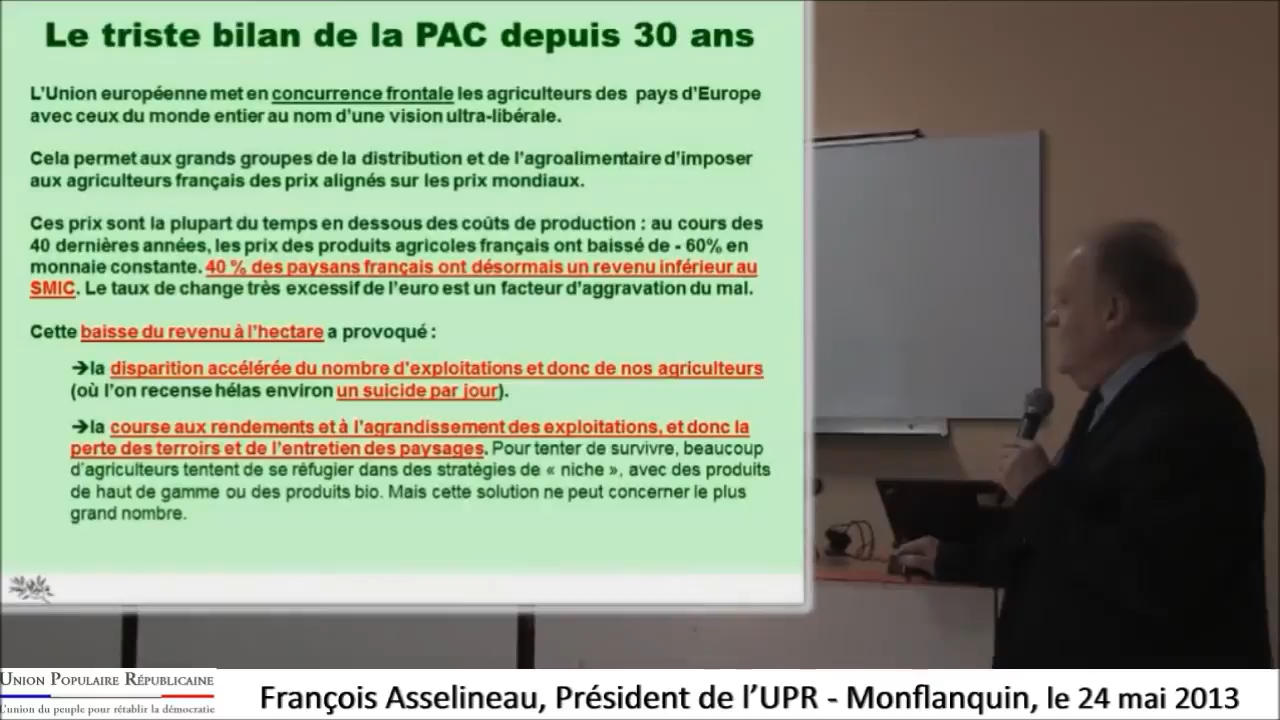 Le triste bilan de la PAC depuis 30 ans
L'Union européenne met en concurrence frontale les agriculteurs des pays d'Europe
avec ceux du monde entier au nom d'une vision ultra-libérale.
Cela permet aux grands groupes de la distribution et de l'agroalimentaire d'imposer
aux agriculteurs français des prix alignés sur les prix mondiaux.
Ces prix sont la plupart du temps en dessous des coûts de production : au cours des
40 dernières années, les prix des produits agricoles français ont baissé de - 60% en
monnaie constante. 40 % des paysans français ont désormais un revenu inférieur au
SMIC. Le taux de change très excessif de l'euro est un facteur d'aggravation du mal.
Cette baisse du revenu à l'hectare a provoqué :
→la disparition accélérée du nombre d'exploitations et donc de nos agriculteurs
(où l'on recense hélas environ un suicide par jour).
→la course aux rendements et à l'agrandissement des exploitations, et donc la
perte des terroirs et de l'entretien des paysages. Pour tenter de survivre, beaucoup
d'agriculteurs tentent de se réfugier dans des stratégies de « niche », avec des produits
de haut de gamme ou des produits bio. Mais cette solution ne peut concerner le plus
grand nombre.
UNION POPULAIRE RÉPUBLICAINE
L'union du peuple pour rétablir la démocratie
François Asselineau, Président de l'UPR - Monflanquin, le 24 mai 2013